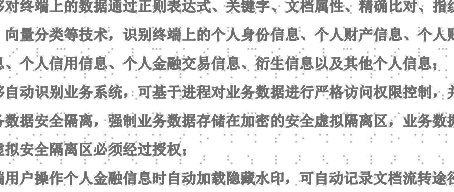 对终端上的数据通过正则表达式、关键字、文档属性、精确比对、指纹
向量分类等技术，识别终端上的个人身份信息、个人财产信息、个人账
、个人信用信息、个人金融交易信息、衍生信息以及其他个人信息；
自动识别业务系统，可基于进程对业务数据进行严格访问权限控制，并
数据安全隔离，强制业务数据存储在加密的安全虚拟隔离区，业务数据
虚拟安全隔离区必须经过授权；
用户操作个人金融信息时自动加载隐藏水印，可自动记录文档流转途径